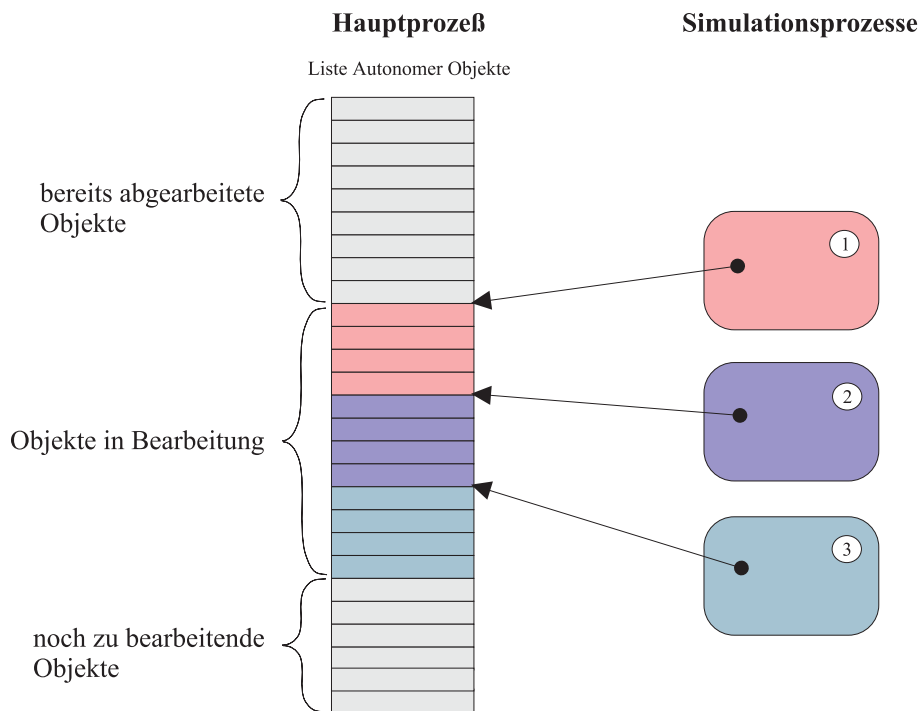 Hauptprozeß
Simulationsprozesse
Liste Autonomer Objekte
bereits abgearbeitete
Objekte
1
2
Objekte in Bearbeitung
3
noch zu bearbeitende
Objekte